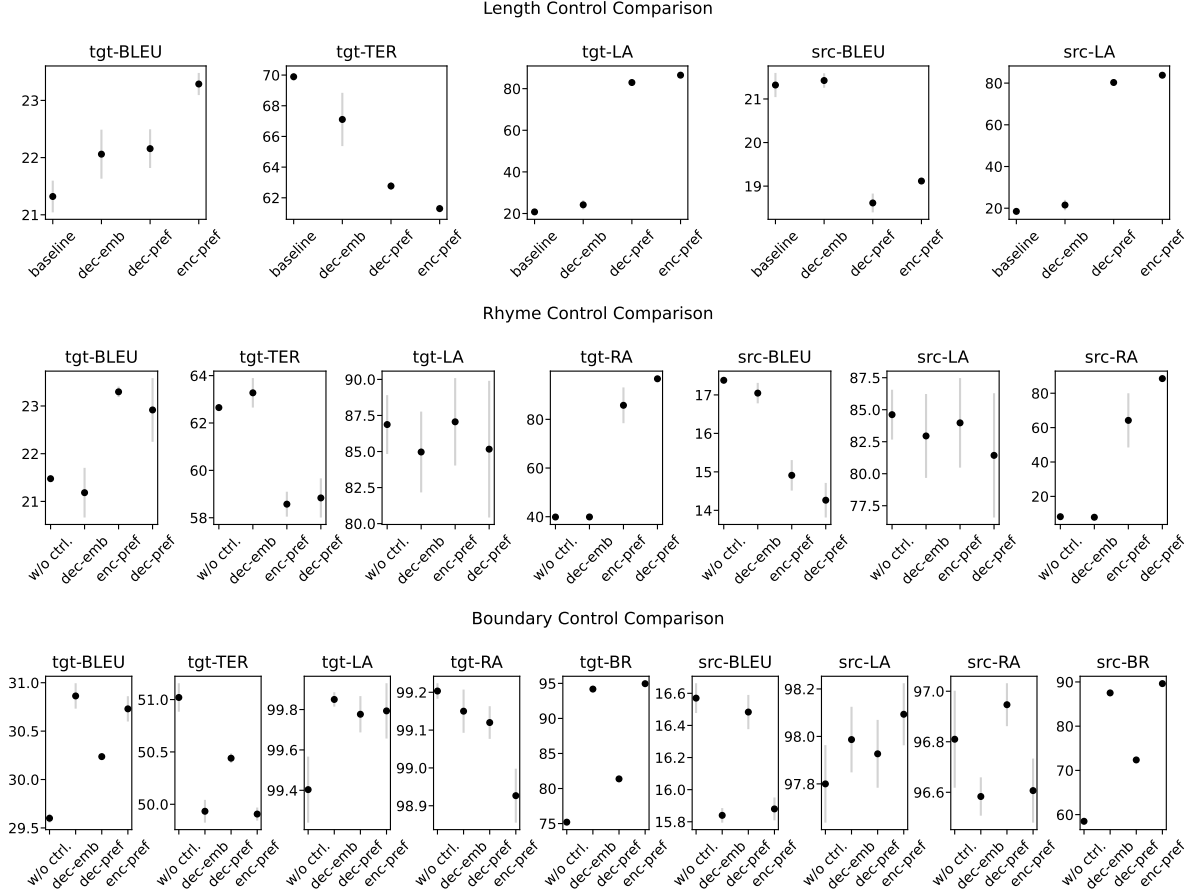 Length Control Comparison
tgt-BLEU tgt-TER tgt-LA src-BLEU src-LA
23 22 21
70 68 66 64 62
80 60 40 20
21 20 19
80 60 40 20
baseline dec-emb dec-pref enc-pref
baseline dec-emb dec-pref enc-pref
baseline dec-emb dec-pref enc-pref
baseline dec-emb dec-pref enc-pref
baseline dec-emb dec-pref enc-pref
Rhyme Control Comparison
tgt-BLEU tgt-TER tgt-LA tgt-RA src-BLEU src-LA src-RA
23 22 21
64 62 60 58
90.0 87.5 85.0 82.5 80.0
80 60 40
17 16 15 14
87.5 85.0 82.5 80.0 77.5
80 60 40 20
w/o ctrl. dec-emb enc-pref dec-pref
w/o ctrl. dec-emb enc-pref dec-pref
w/o ctrl. dec-emb enc-pref dec-pref
w/o ctrl. dec-emb enc-pref dec-pref
w/o ctrl. dec-emb enc-pref dec-pref
w/o ctrl. dec-emb enc-pref dec-pref
w/o ctrl. dec-emb enc-pref dec-pref
Boundary Control Comparison
tgt-BLEU tgt-TER tgt-LA tgt-RA tgt-BR src-BLEU src-LA src-RA src-BR
31.0 30.5 30.0 29.5
51.0 50.5 50.0
99.8 99.6 99.4
99.2 99.1 99.0 98.9
95 90 85 80 75
16.6 16.4 16.2 16.0 15.8
98.2 98.0 97.8
97.0 96.8 96.6
90 80 70 60
w/o ctrl. dec-emb dec-pref enc-pref
w/o ctrl. dec-emb dec-pref enc-pref
w/o ctrl. dec-emb dec-pref enc-pref
w/o ctrl. dec-emb dec-pref enc-pref
w/o ctrl. dec-emb dec-pref enc-pref
w/o ctrl. dec-emb dec-pref enc-pref
w/o ctrl. dec-emb dec-pref enc-pref
w/o ctrl. dec-emb dec-pref enc-pref
w/o ctrl. dec-emb dec-pref enc-pref